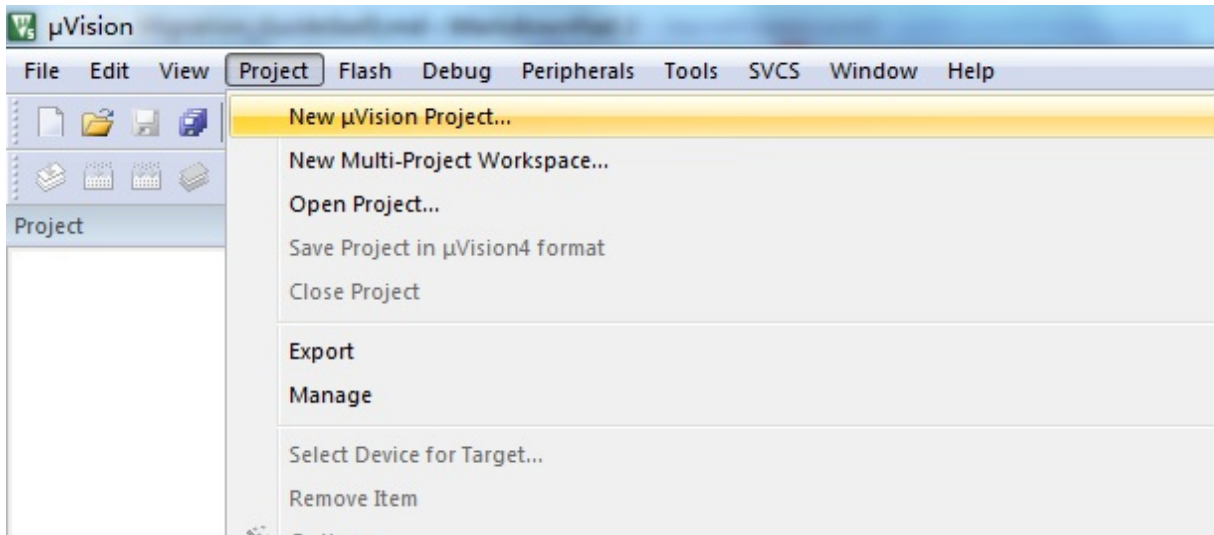 µVision
File Edit View Project Flash Debug Peripherals Tools SVCS Window Help
New µVision Project...
New Multi-Project Workspace...
Open Project...
Project
Save Project in µVision4 format
Close Project
Export
Manage
Select Device for Target...
Remove Item